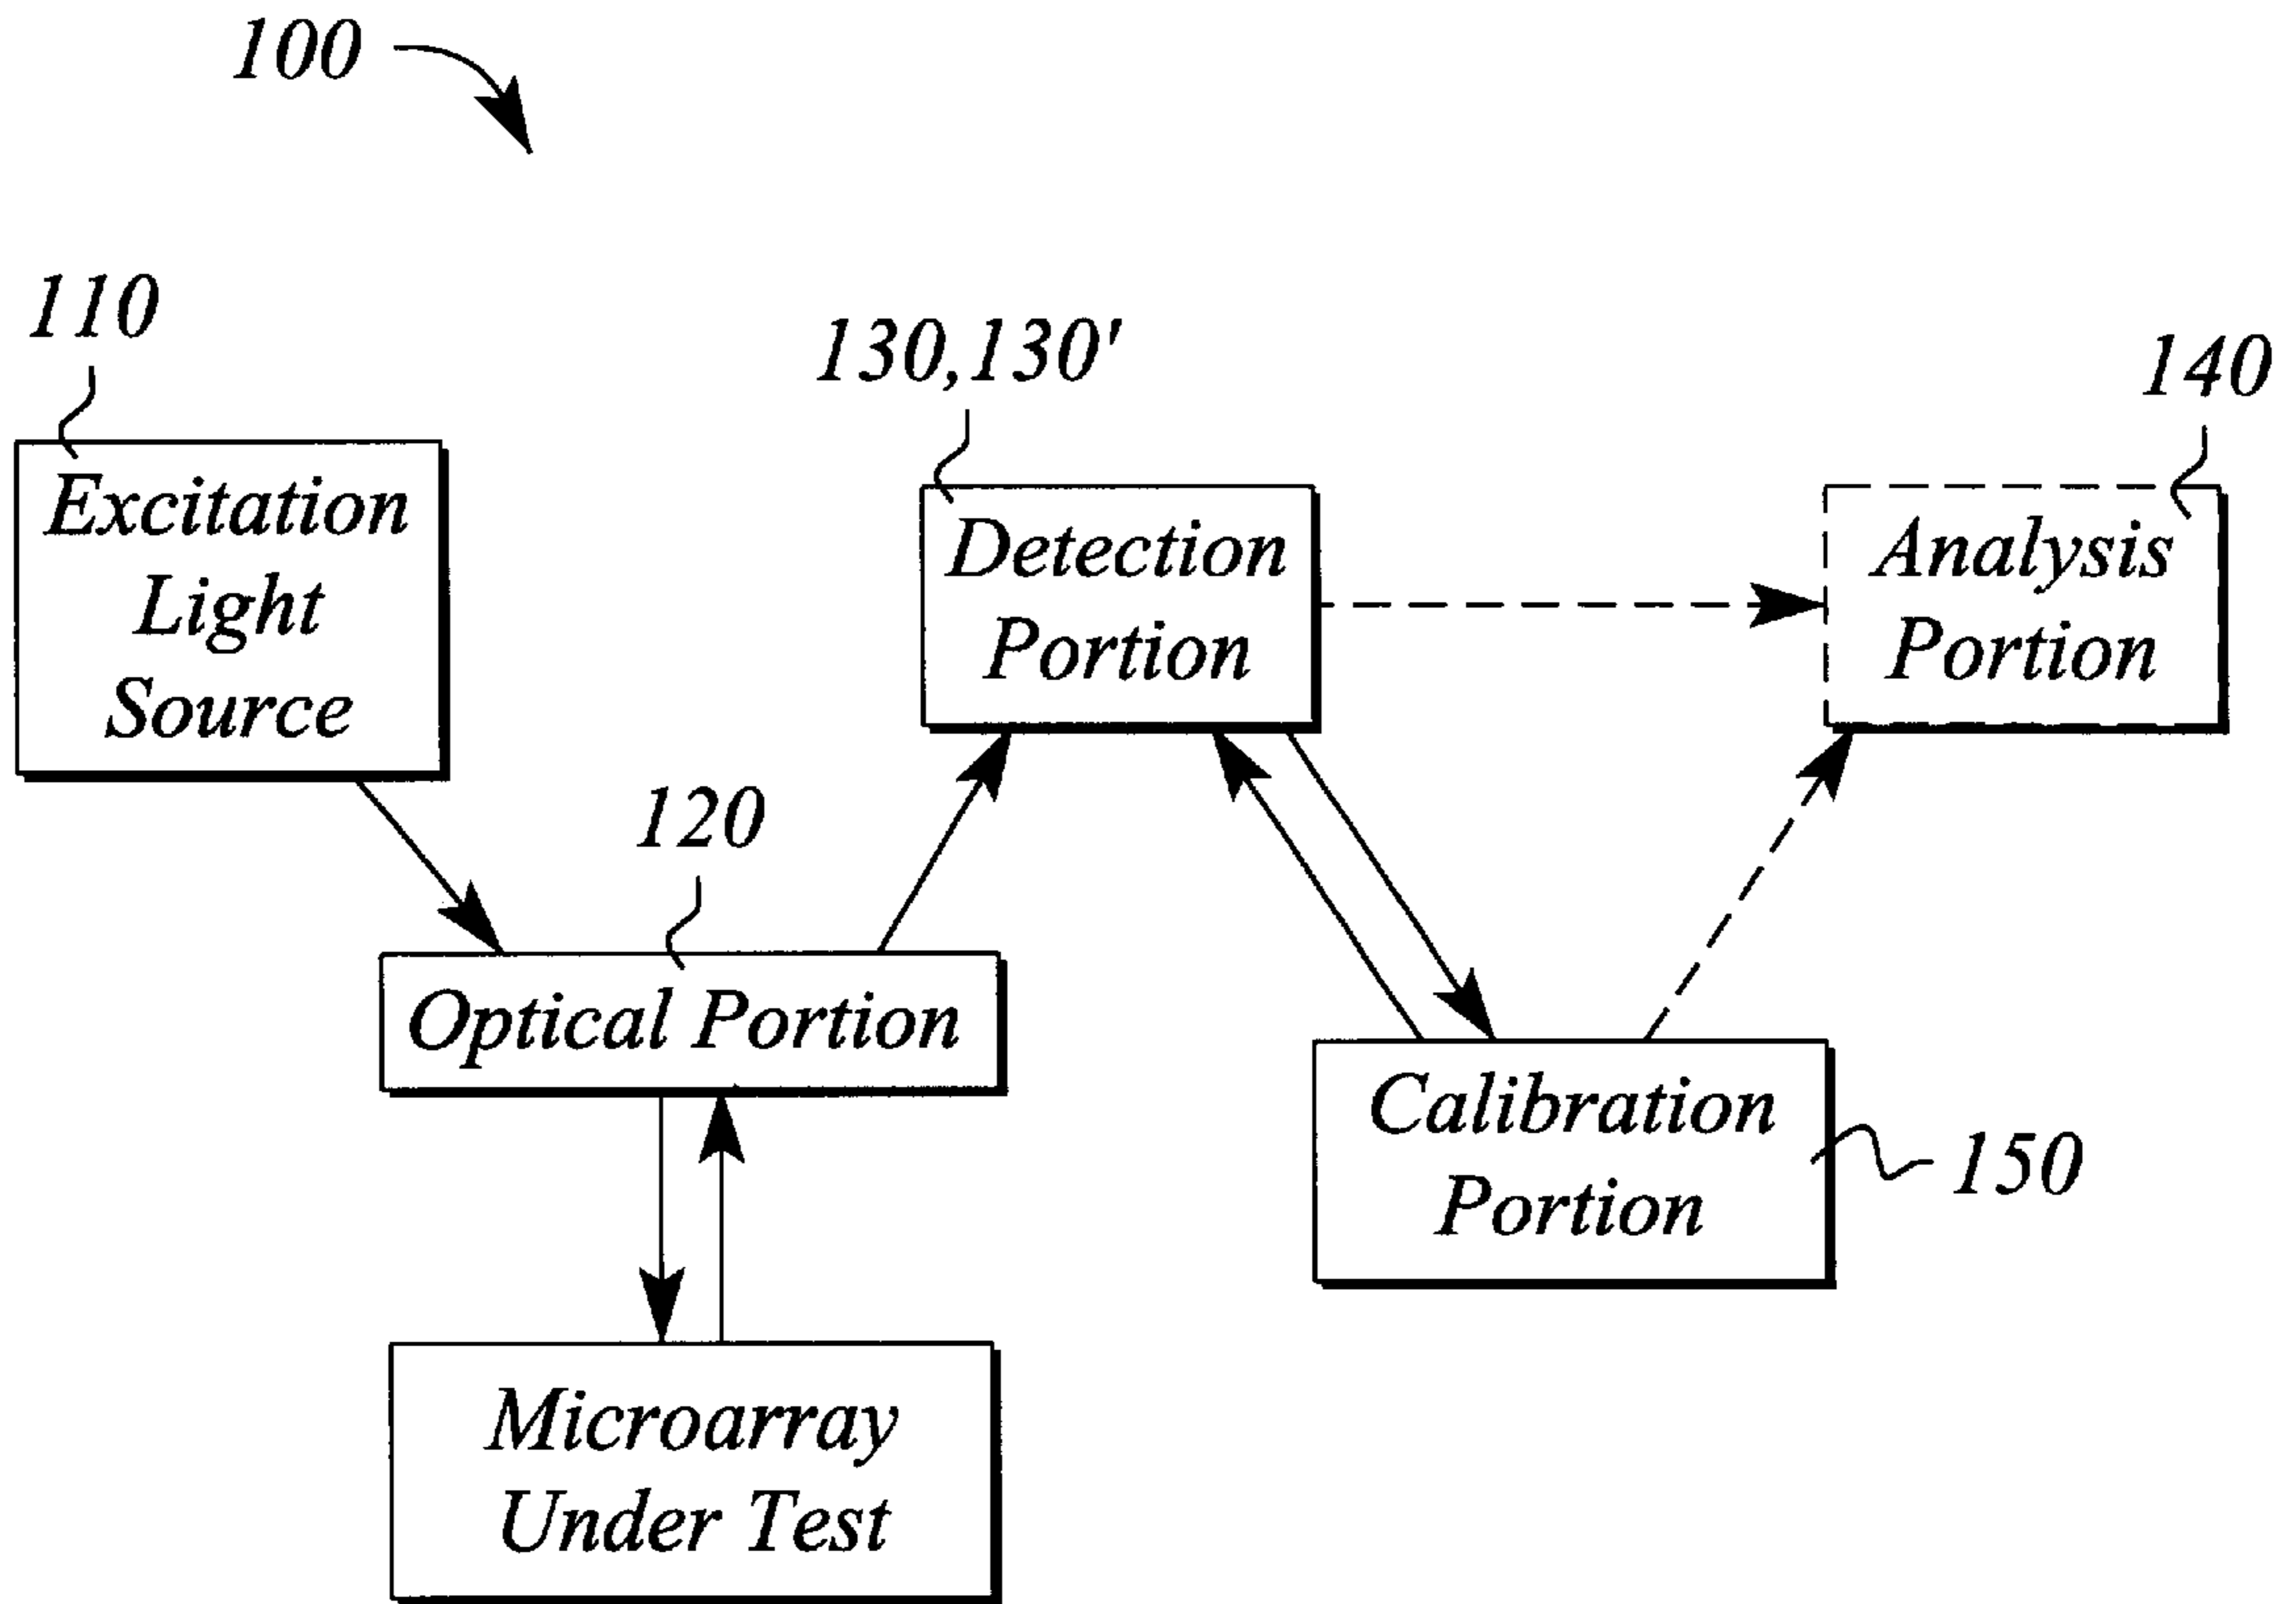 100
110
130,130'
140
Excitation
Light
Source
Detection
Portion
Analysis
Portion
120
Optical Portion
Calibration
Portion
150
Microarray
Under Test